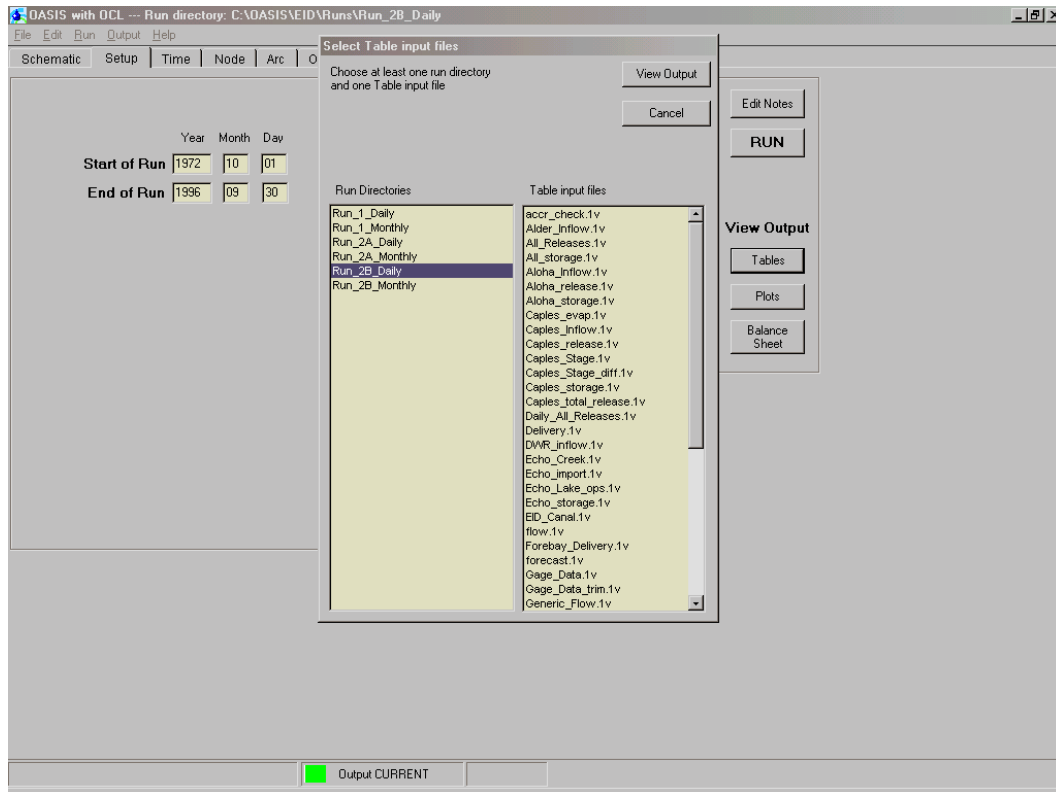 OASIS with OCL --- Run directory: C:\OASIS\EID\Runs\Run_2B_Daily
File Edit Run Output Help
Schematic Setup Time Node Arc O
Select Table input files
Choose at least one run directory
and one Table input file
View Output
Cancel
Year Month Day
Start of Run 1972 10 01
End of Run 1996 09 30
Run Directories
Run_1_Daily
Run_1_Monthly
Run_2A_Daily
Run_2A_Monthly
Run_2B_Daily
Run_2B_Monthly
Table input files
accr_check.1v
Alder_Inflow.1v
All_Releases.1v
All_storage.1v
Aloha_Inflow.1v
Aloha_release.1v
Aloha_storage.1v
Caples_evap.1v
Caples_Inflow.1v
Caples_release.1v
Caples_Stage.1v
Caples_Stage_diff.1v
Caples_storage.1v
Caples_total_release.1v
Daily_All_Releases.1v
Delivery.1v
DWR_inflow.1v
Echo_Creek.1v
Echo_import.1v
Echo_Lake_ops.1v
Echo_storage.1v
EID_Canal.1v
flow.1v
Forebay_Delivery.1v
forecast.1v
Gage_Data.1v
Gage_Data_trim.1v
Generic_Flow.1v
Edit Notes
RUN
View Output
Tables
Plots
Balance
Sheet
Output CURRENT